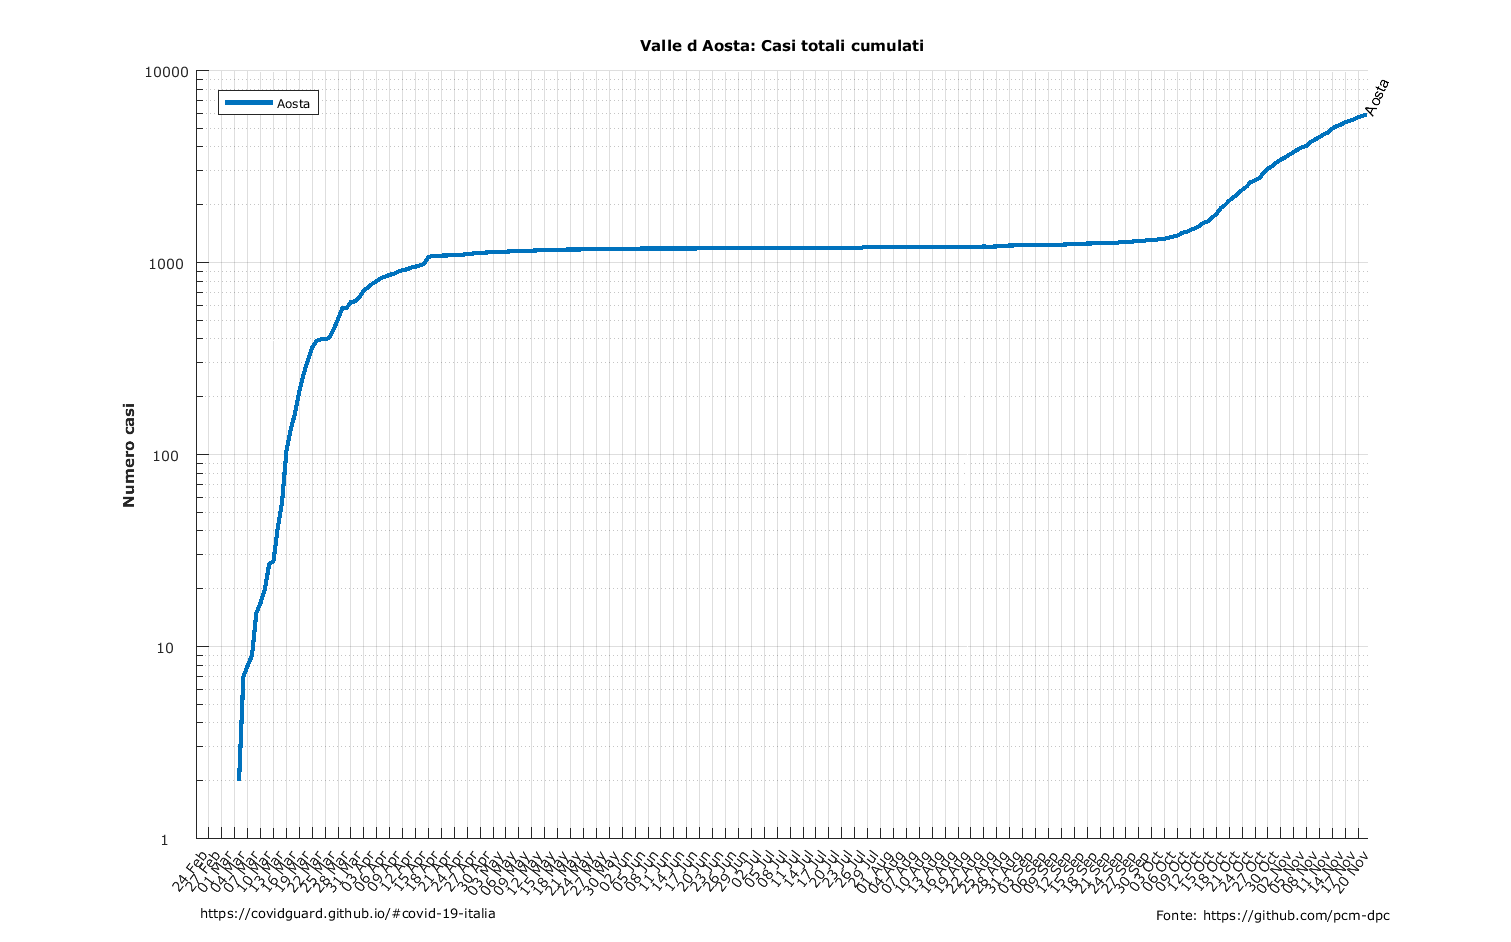 Valle d Aosta: Casi totali cumulati
10000
1000
100
10
1
Numero casi
Aosta
Aosta
24 Feb
27 Feb
01 Mar
04 Mar
07 Mar
10 Mar
13 Mar
16 Mar
19 Mar
22 Mar
25 Mar
28 Mar
31 Mar
03 Apr
06 Apr
09 Apr
12 Apr
15 Apr
18 Apr
21 Apr
24 Apr
27 Apr
30 Apr
03 May
06 May
09 May
12 May
15 May
18 May
21 May
24 May
27 May
30 May
02 Jun
05 Jun
08 Jun
11 Jun
14 Jun
17 Jun
20 Jun
23 Jun
26 Jun
29 Jun
02 Jul
05 Jul
08 Jul
11 Jul
14 Jul
17 Jul
20 Jul
23 Jul
26 Jul
29 Jul
01 Aug
04 Aug
07 Aug
10 Aug
13 Aug
16 Aug
19 Aug
22 Aug
25 Aug
28 Aug
31 Aug
03 Sep
06 Sep
09 Sep
12 Sep
15 Sep
18 Sep
21 Sep
24 Sep
27 Sep
30 Sep
03 Oct
06 Oct
09 Oct
12 Oct
15 Oct
18 Oct
21 Oct
24 Oct
27 Oct
30 Oct
02 Nov
05 Nov
08 Nov
11 Nov
14 Nov
17 Nov
20 Nov
https://covidguard.github.io/#covid-19-italia
Fonte: https://github.com/pcm-dpc